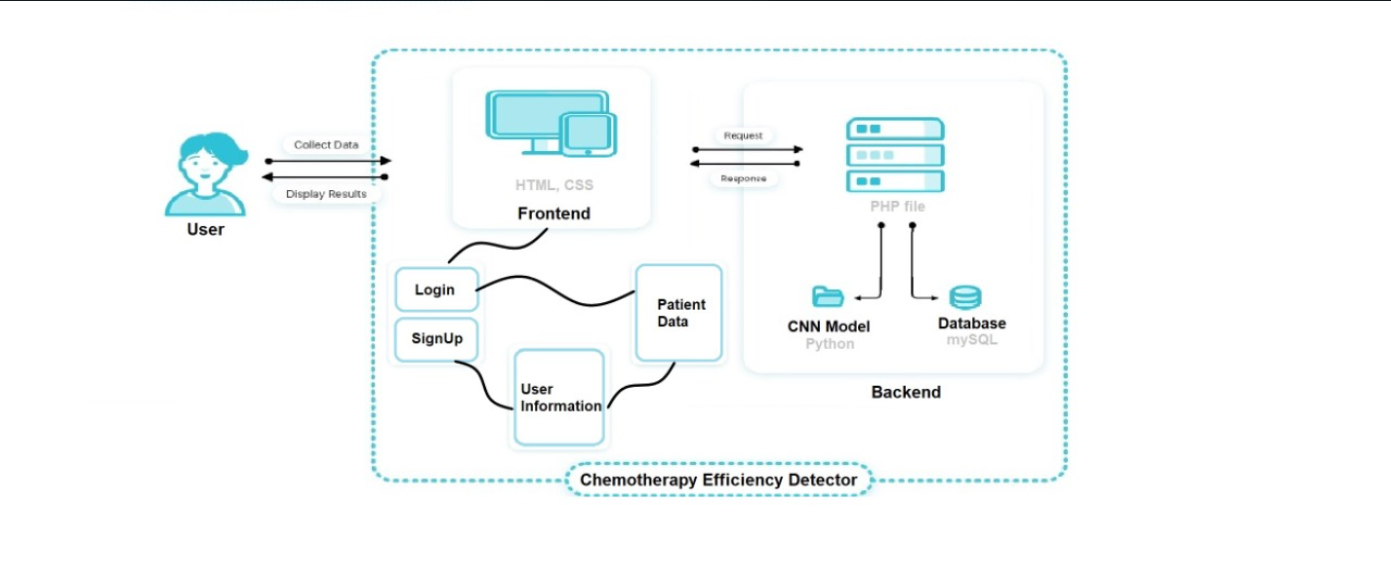 Collect Data
Display Results
User
HTML, CSS
Frontend
Request
Response
PHP file
Login
SignUp
User
Information
Patient
Data
CNN Model
Python
Database
mySQL
Backend
Chemotherapy Efficiency Detector